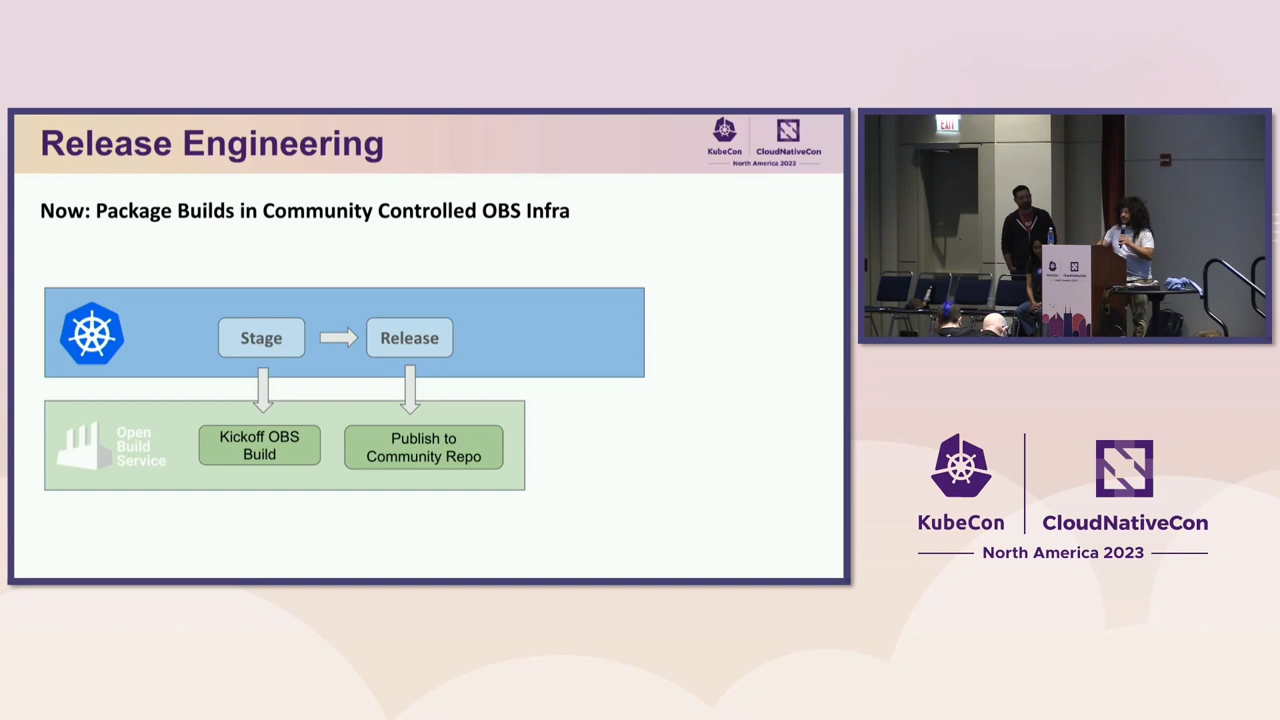 Release Engineering
KubeCon
CloudNativeCon
North America 2023
Now: Package Builds in Community Controlled OBS Infra
Stage
Release
Open
Build
Service
Kickoff OBS
Build
Publish to
Community Repo
EXIT
KubeCon
CloudNativeCon
North America 2023